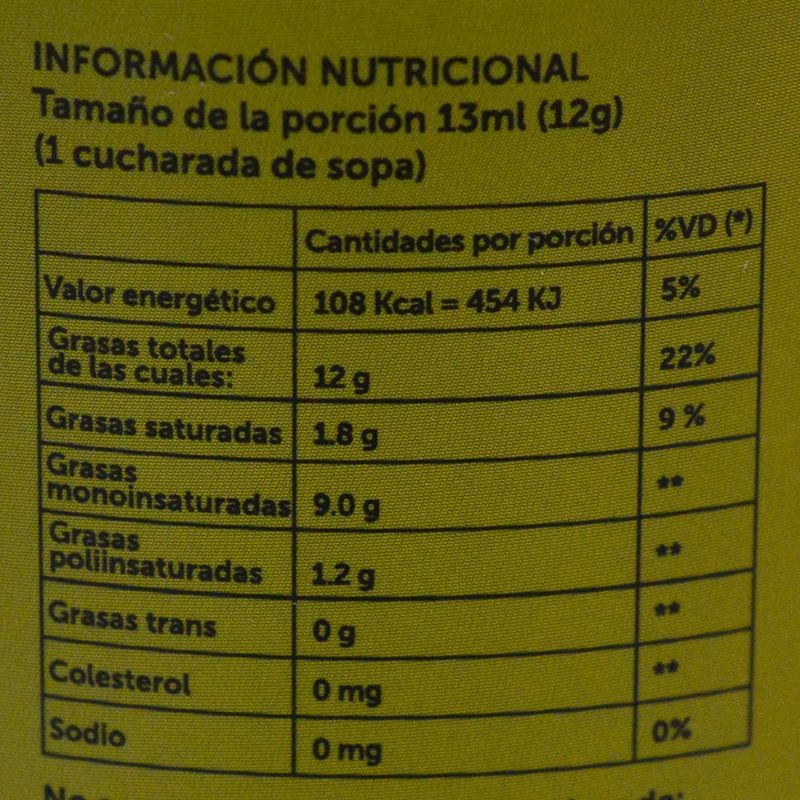 INFORMACIÓN NUTRICIONAL
Tamaño de la porción 13ml (12g)
(1 cucharada de sopa)
Cantidades por porción %VD (*)
Valor energético 108 Kcal = 454 KJ 5%
Grasas totales
de las cuales: 12 g 22%
Grasas saturadas 1.8 g 9 %
Grasas
monoinsaturadas 9.0 g **
Grasas
poliinsaturadas 1.2 g **
Grasas trans 0 g **
Colesterol 0 mg **
Sodio 0 mg 0%